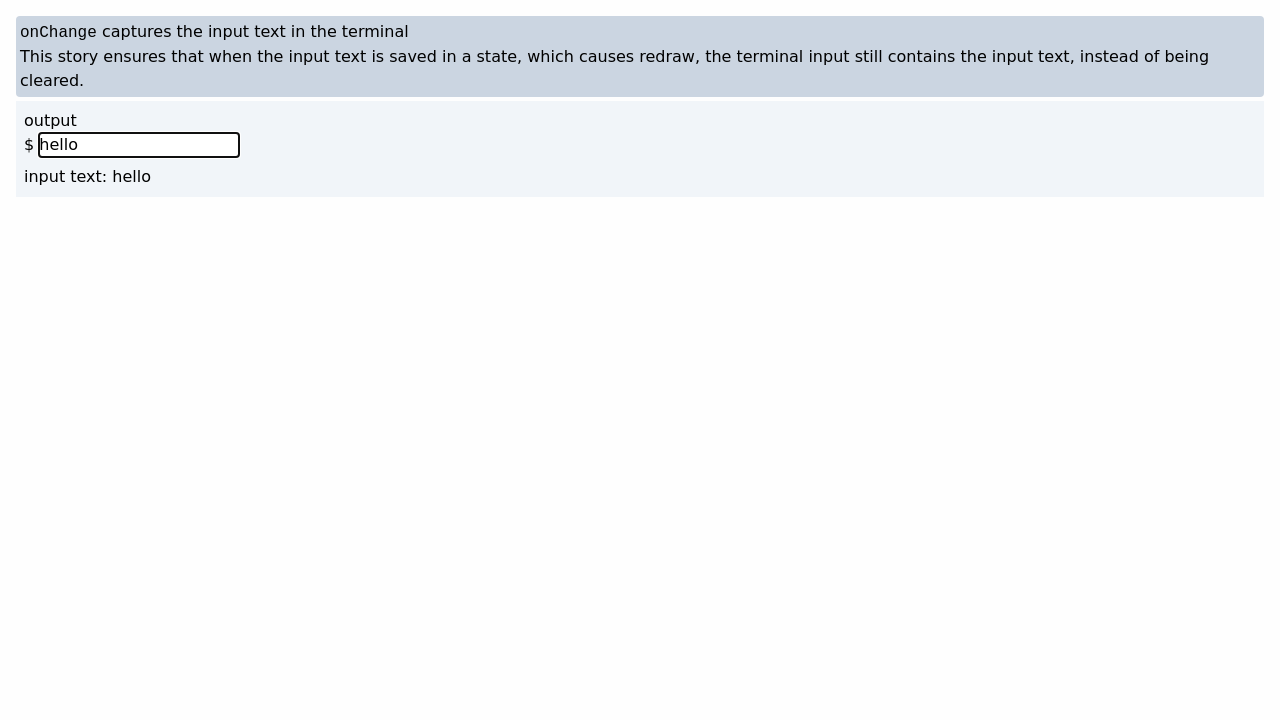 onChange captures the input text in the terminal
This story ensures that when the input text is saved in a state, which causes redraw, the terminal input still contains the input text, instead of being
cleared.
output
$ hello
input text: hello